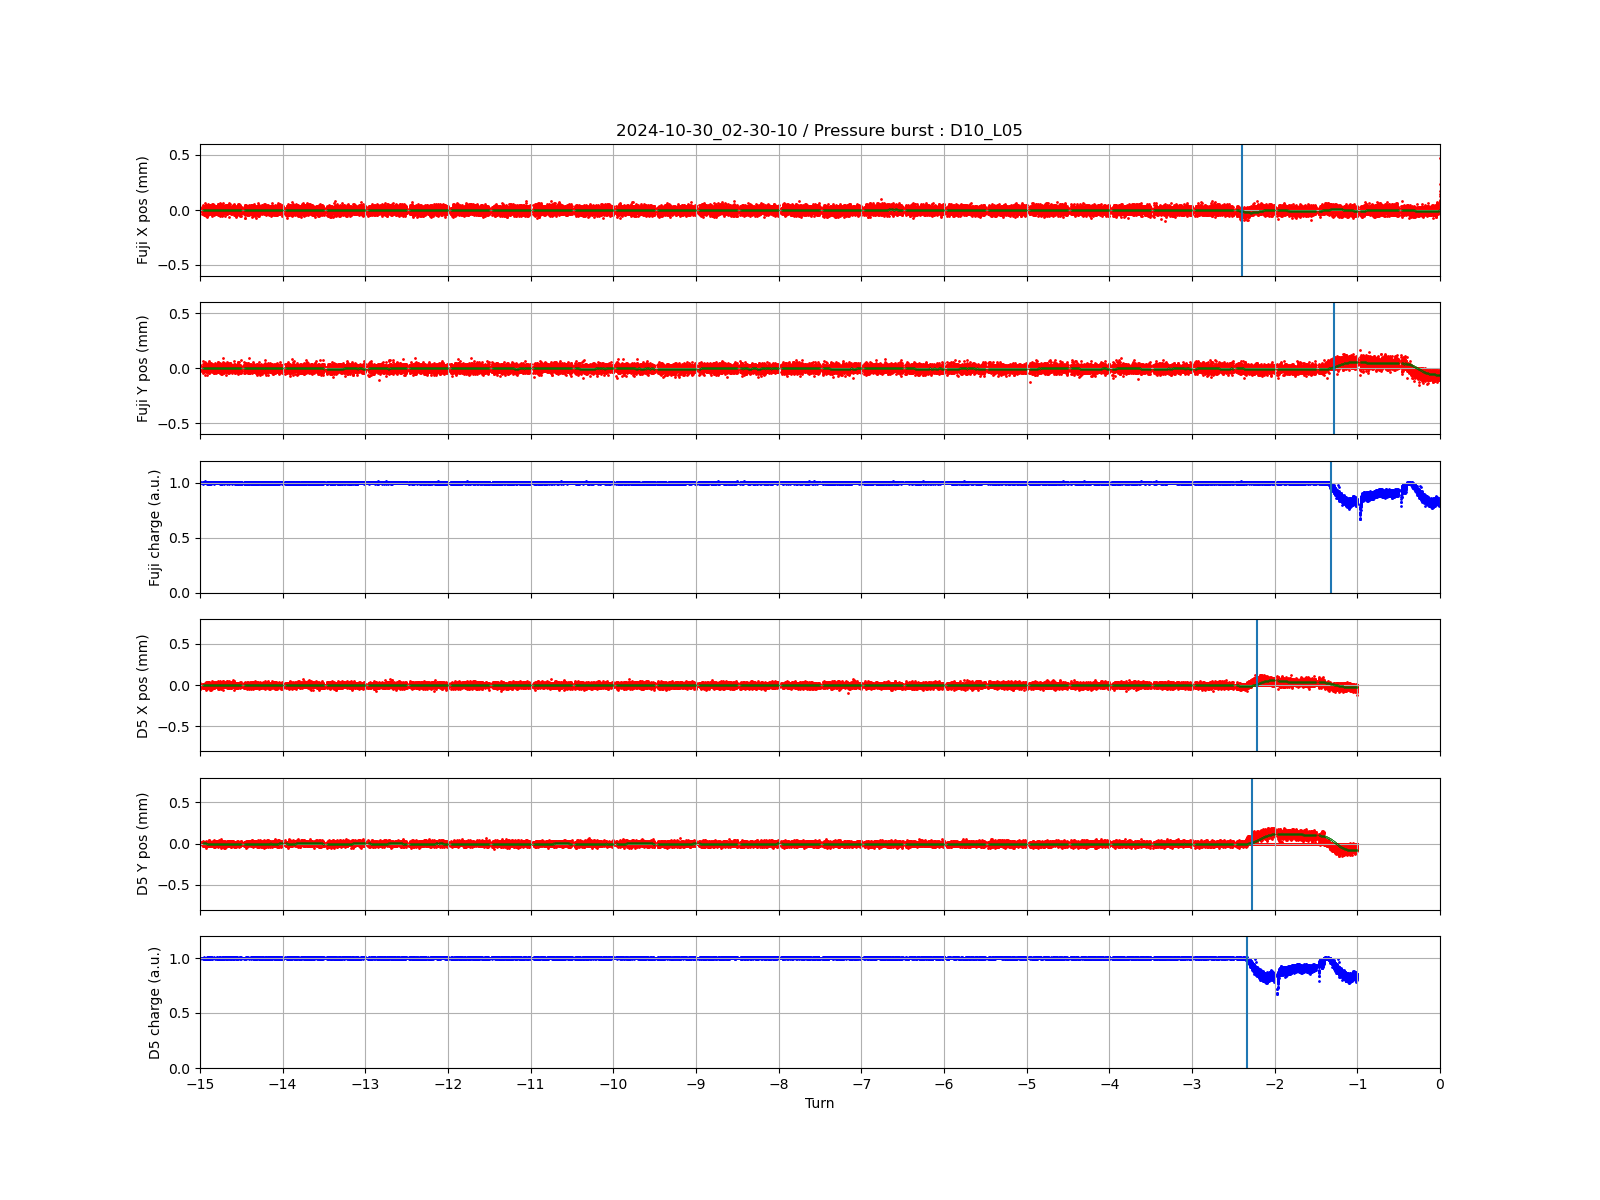 2024-10-30_02-30-10 / Pressure burst : D10_L05
Fuji X pos (mm)
0.5
0.0
−0.5
Fuji Y pos (mm)
0.5
0.0
−0.5
Fuji charge (a.u.)
1.0
0.5
0.0
D5 X pos (mm)
0.5
0.0
−0.5
D5 Y pos (mm)
0.5
0.0
−0.5
D5 charge (a.u.)
1.0
0.5
0.0
−15 −14 −13 −12 −11 −10 −9 −8 −7 −6 −5 −4 −3 −2 −1 0
Turn